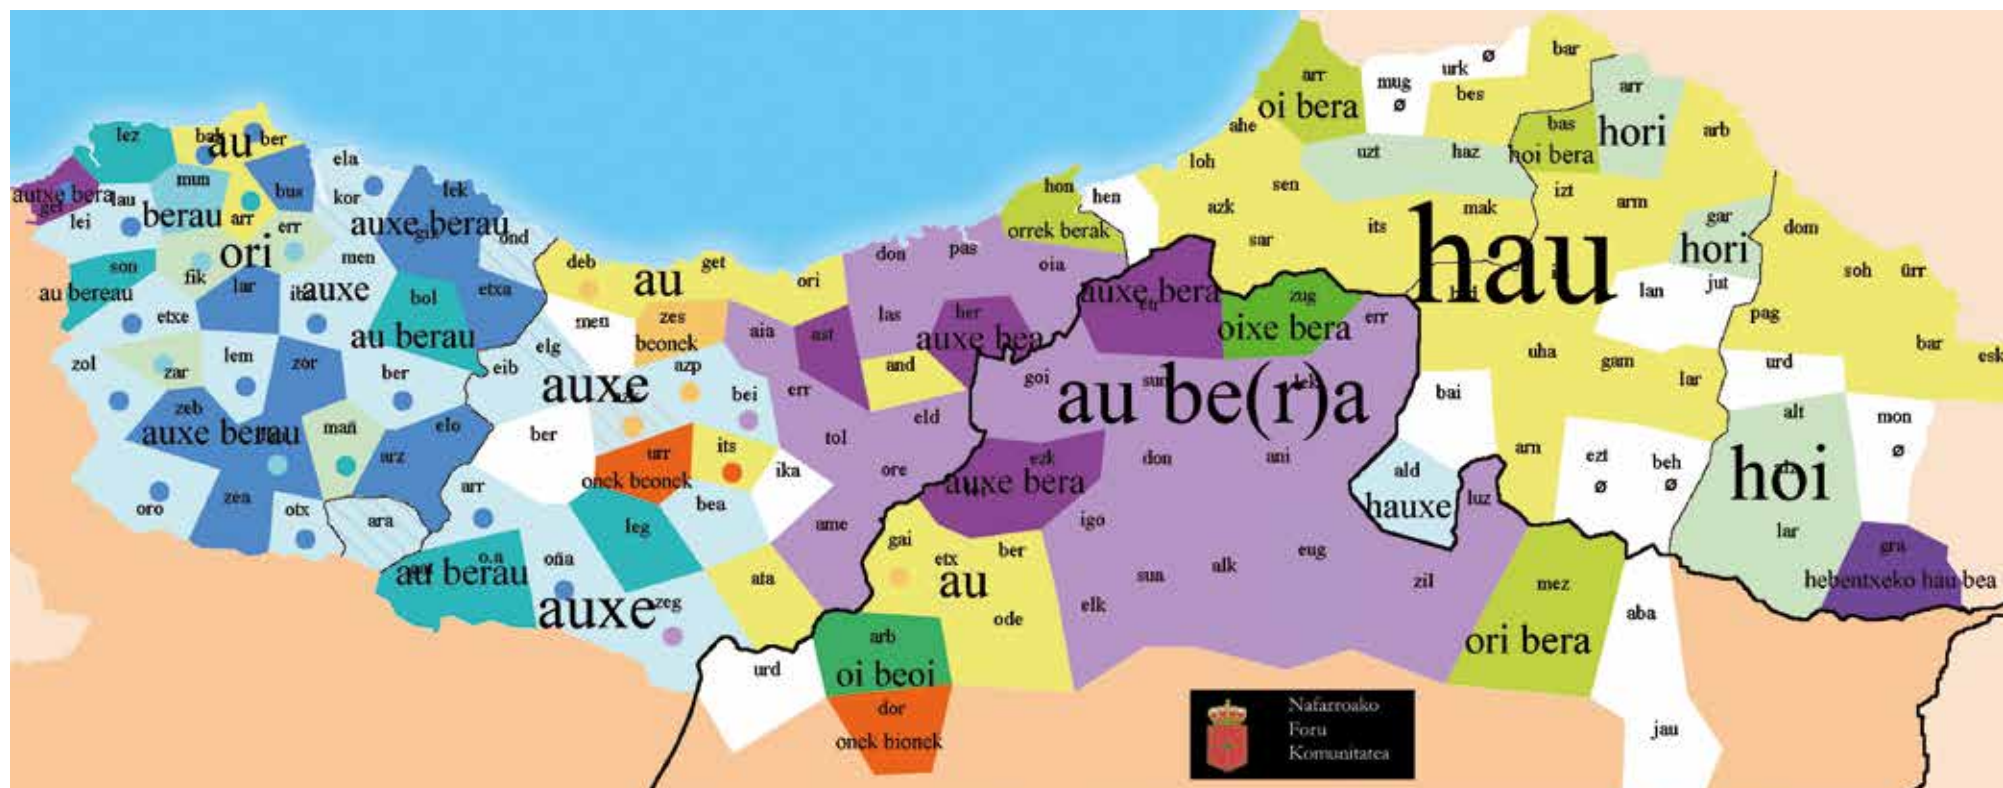 bar
urk ø
arr
mug
ø
bes
arr
oi bera
ahe
bas
hoi bera
hori
arb
lez
au
ber
ela
mun
bus
kor
lek
autxe bera
lau
lei
berau
arr
auxe berau
ond
ori
err
men
son
fik
au bereau
lar
auxe
bol
etxa
etxe
au berau
zol
zar
lem
zor
ber
zeb
auxe berau
mañ
elo
urz
oro
zea
otx
ara
loh
uzt
haz
sen
izt
arm
azk
its
mak
sar
hau
gar
hori
dom
hon
hen
orrek berak
oia
pas
don
deb
get
au
ori
men
zes
beonek
aia
ast
las
her
auxe bea
auxe bera
zug
oixe bera
err
lan
jut
soh
ürr
pag
bar
esk
elg
eib
auxe
azp
bei
err
and
goi
sun
au be(r)a
uha
gam
lar
urd
bai
ber
urr
onek beonek
its
ika
tol
eld
ore
ezk
auxe bera
don
ani
ald
hauxe
luz
arn
ezt
ø
beh
ø
alt
hoi
mon
ø
lar
gra
hebentxeko hau bea
arr
bea
leg
ame
gai
etx
ber
au
igo
eug
o.a
au berau
oña
auxe
zeg
ata
ode
sua
alk
elk
zil
mez
ori bera
aba
urd
arb
oi beoi
dor
onek bionek
jau
Nafarroako
Foru
Komunitatea